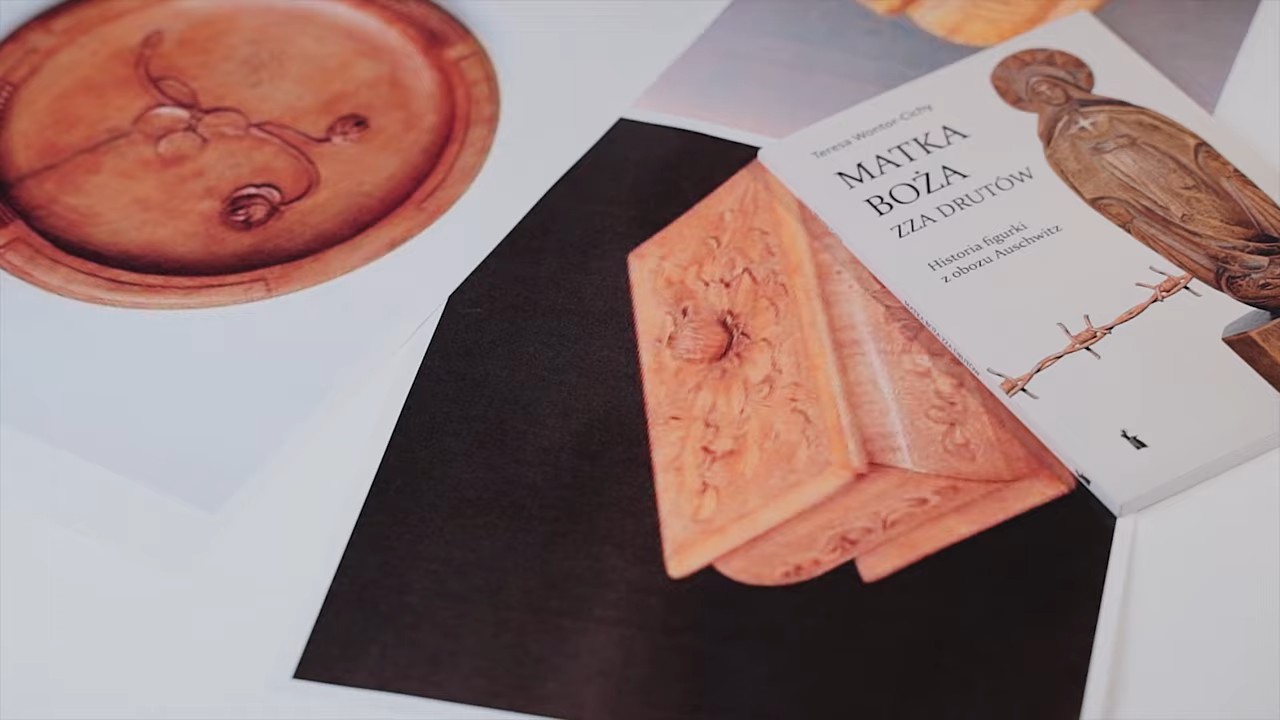 Teresa Wontor-Cichy
MATKA
BOŻA
ZZA DRUTÓW
Historia figurki
z obozu Auschwitz